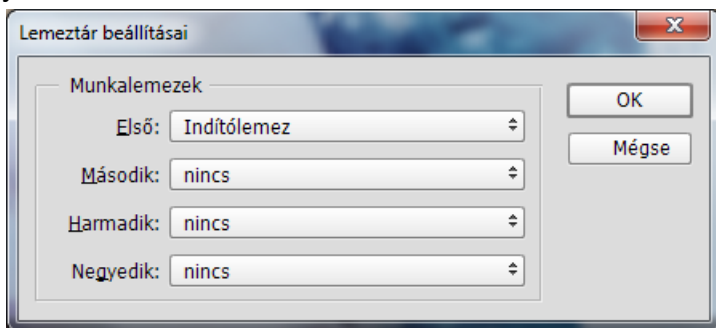 Lemeztár beállításai
Munkalemezek
Első: Indítólemez
Második: nincs
Harmadik: nincs
Negyedik: nincs
OK
Mégse